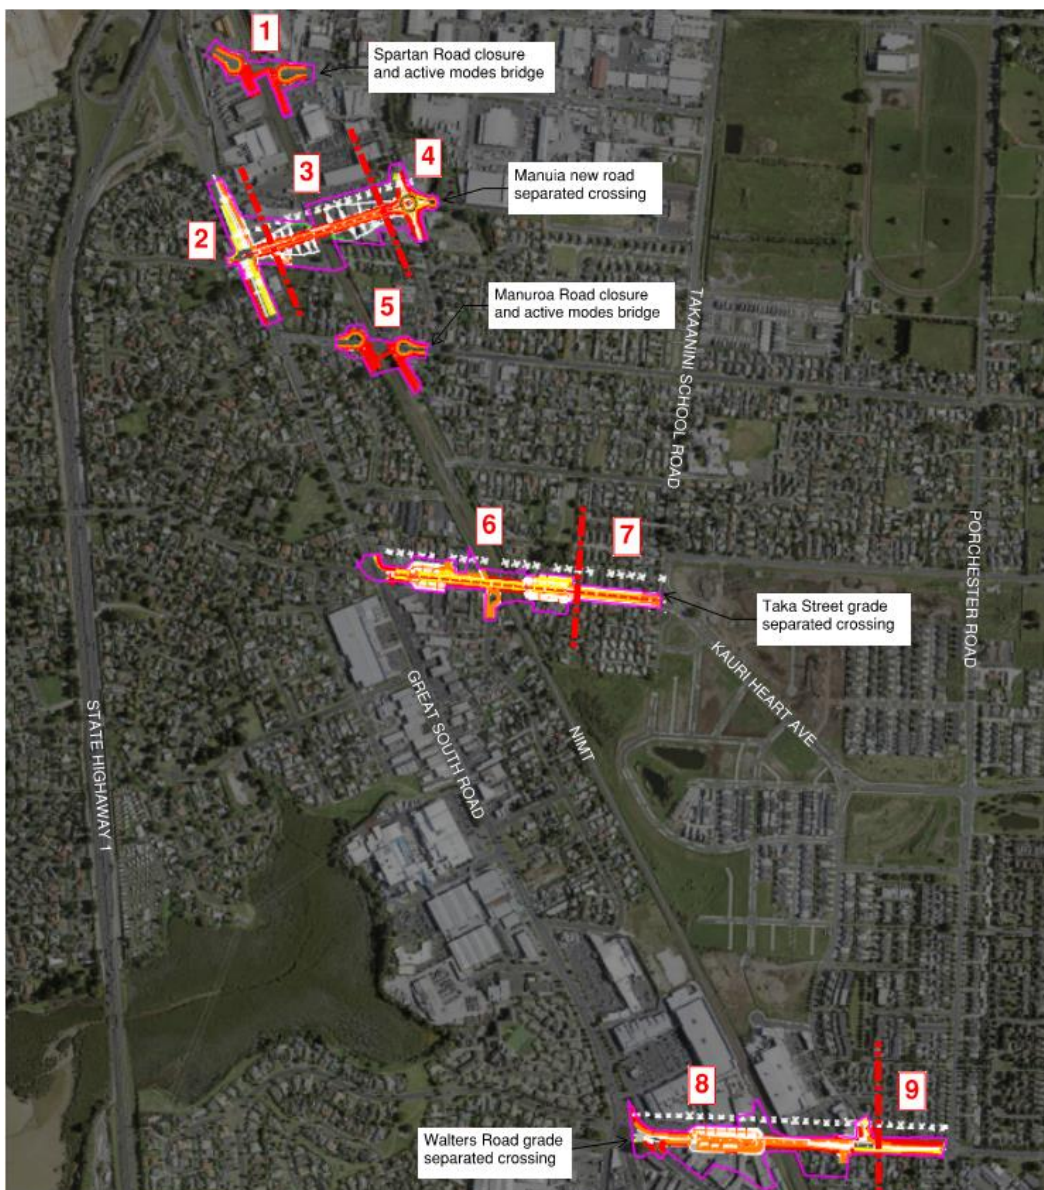 1
Spartan Road closure
and active modes bridge
3
4
Manuia new road
separated crossing
2
5
Manuroa Road closure
and active modes bridge
TAKAANINI SCHOOL ROAD
6
7
PORCHESTER ROAD
Taka Street grade
separated crossing
KAURI HEART AVE
STATE HIGHAWAY 1
GREAT SOUTH ROAD
NIMT
8
9
Walters Road grade
separated crossing